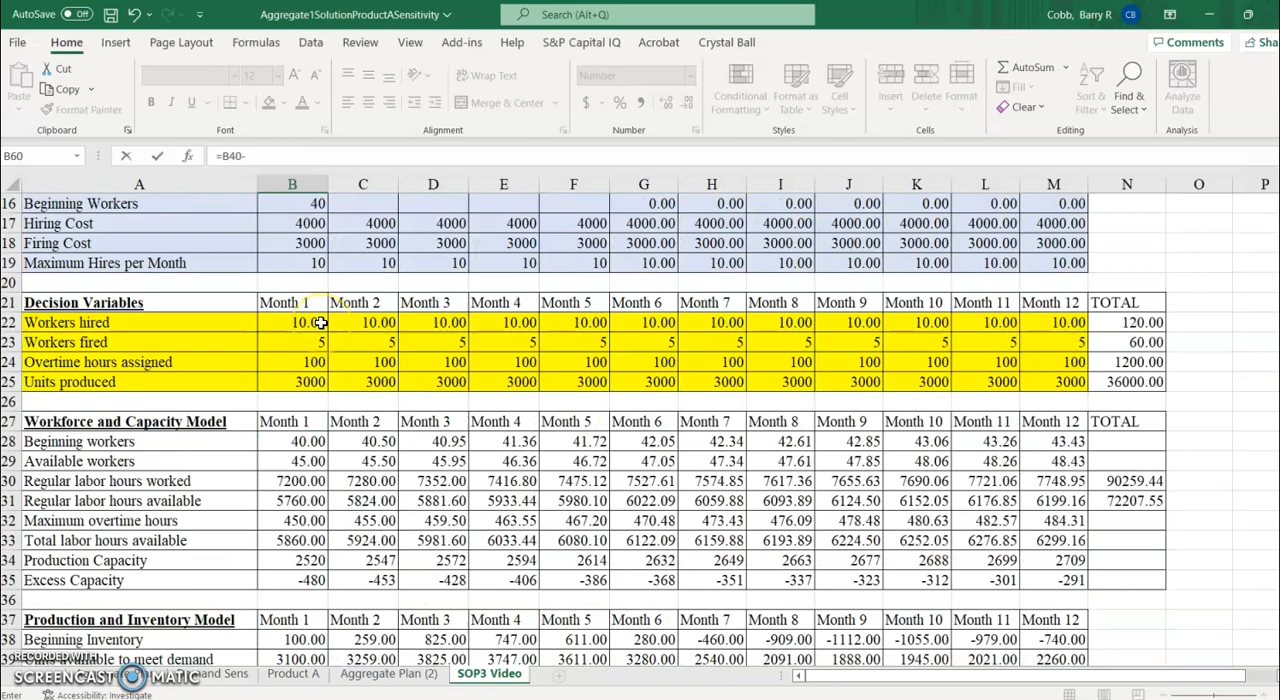 AutoSave Off Aggregate1SolutionProductASensitivity Search (Alt+Q) Cobb, Barry R CB
File Home Insert Page Layout Formulas Data Review View Add-ins Help S&P Capital IQ Acrobat Crystal Ball Comments Sha
Paste Cut Copy Format Painter 12 Wrap Text Merge & Center Number Conditional Formatting Format as Table Cell Styles Insert Delete Format AutoSum Fill Clear Sort & Filter Find & Select Analyze Data
Clipboard Font Alignment Number Styles Cells Editing Analysis
B60 fx =B40-
A B C D E F G H I J K L M N O P
16 Beginning Workers 40 0.00 0.00 0.00 0.00 0.00 0.00 0.00
17 Hiring Cost 4000 4000 4000 4000 4000 4000.00 4000.00 4000.00 4000.00 4000.00 4000.00 4000.00
18 Firing Cost 3000 3000 3000 3000 3000 3000.00 3000.00 3000.00 3000.00 3000.00 3000.00 3000.00
19 Maximum Hires per Month 10 10 10 10 10 10.00 10.00 10.00 10.00 10.00 10.00 10.00
20
21 Decision Variables Month 1 Month 2 Month 3 Month 4 Month 5 Month 6 Month 7 Month 8 Month 9 Month 10 Month 11 Month 12 TOTAL
22 Workers hired 10.00 10.00 10.00 10.00 10.00 10.00 10.00 10.00 10.00 10.00 10.00 10.00 120.00
23 Workers fired 5 5 5 5 5 5 5 5 5 5 5 5 60.00
24 Overtime hours assigned 100 100 100 100 100 100 100 100 100 100 100 100 1200.00
25 Units produced 3000 3000 3000 3000 3000 3000 3000 3000 3000 3000 3000 3000 36000.00
26
27 Workforce and Capacity Model Month 1 Month 2 Month 3 Month 4 Month 5 Month 6 Month 7 Month 8 Month 9 Month 10 Month 11 Month 12 TOTAL
28 Beginning workers 40.00 40.50 40.95 41.36 41.72 42.05 42.34 42.61 42.85 43.06 43.26 43.43
29 Available workers 45.00 45.50 45.95 46.36 46.72 47.05 47.34 47.61 47.85 48.06 48.26 48.43
30 Regular labor hours worked 7200.00 7280.00 7352.00 7416.80 7475.12 7527.61 7574.85 7617.36 7655.63 7690.06 7721.06 7748.95 90259.44
31 Regular labor hours available 5760.00 5824.00 5881.60 5933.44 5980.10 6022.09 6059.88 6093.89 6124.50 6152.05 6176.85 6199.16 72207.55
32 Maximum overtime hours 450.00 455.00 459.50 463.55 467.20 470.48 473.43 476.09 478.48 480.63 482.57 484.31
33 Total labor hours available 5860.00 5924.00 5981.60 6033.44 6080.10 6122.09 6159.88 6193.89 6224.50 6252.05 6276.85 6299.16
34 Production Capacity 2520 2547 2572 2594 2614 2632 2649 2663 2677 2688 2699 2709
35 Excess Capacity -480 -453 -428 -406 -386 -368 -351 -337 -323 -312 -301 -291
36
37 Production and Inventory Model Month 1 Month 2 Month 3 Month 4 Month 5 Month 6 Month 7 Month 8 Month 9 Month 10 Month 11 Month 12
38 Beginning Inventory 100.00 259.00 825.00 747.00 611.00 280.00 -460.00 -909.00 -1112.00 -1055.00 -979.00 -740.00
39 Units available to meet demand 3100.00 3259.00 3825.00 3747.00 3611.00 3280.00 2540.00 2091.00 1888.00 1945.00 2021.00 2260.00
RECORDED WITH
SCREENCAST MATIC
and Sens Product A Aggregate Plan (2) SOP3 Video
Enter Accessibility: Investigate